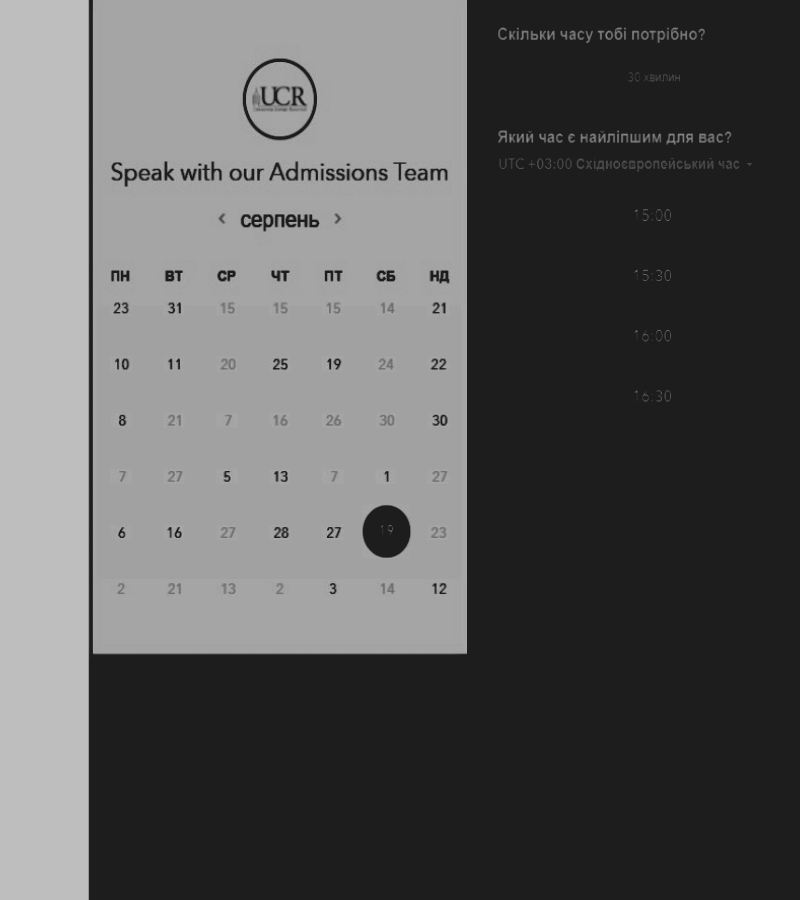 UCR
Speak with our Admissions Team
‹ серпень ›
ПН ВТ СР ЧТ ПТ СБ НД
23 31 15 15 15 14 21
10 11 20 25 19 24 22
8 21 7 16 26 30 30
7 27 5 13 7 1 27
6 16 27 28 27 19 23
2 21 13 2 3 14 12
Скільки часу тобі потрібно?
30 хвилин
Який час є найліпшим для вас?
UTC +03:00 Східноєвропейський час
15:00
15:30
16:00
16:30